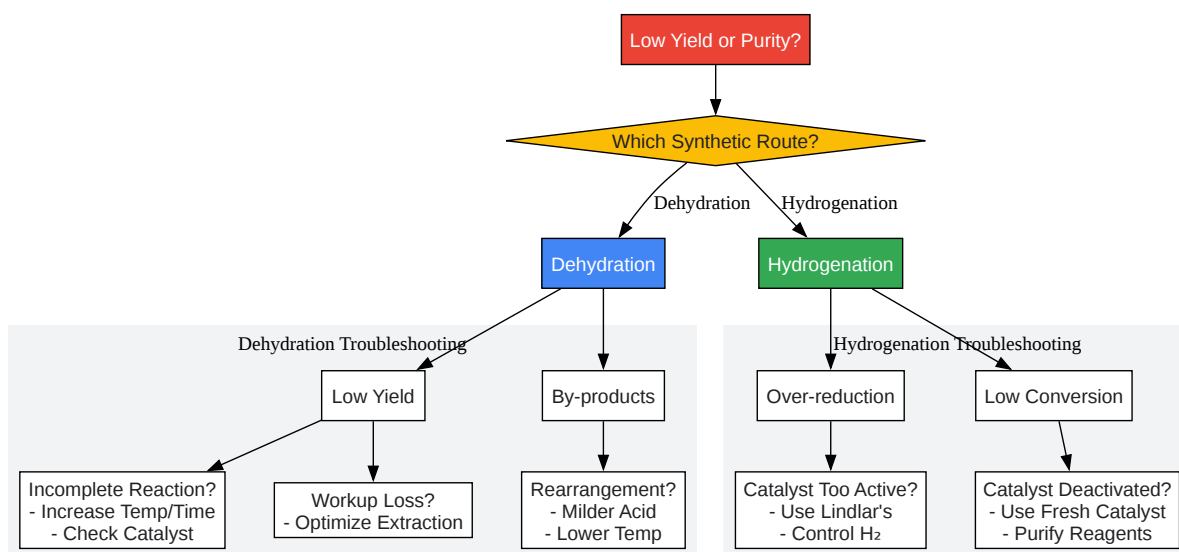 Low Yield or Purity?
Which Synthetic Route?
Dehydration
Hydrogenation
Dehydration
Hydrogenation
Dehydration Troubleshooting
Hydrogenation Troubleshooting
Low Yield
By-products
Over-reduction
Low Conversion
Incomplete Reaction?
- Increase Temp/Time
- Check Catalyst
Workup Loss?
- Optimize Extraction
Rearrangement?
- Milder Acid
- Lower Temp
Catalyst Too Active?
- Use Lindlar's
- Control H₂
Catalyst Deactivated?
- Use Fresh Catalyst
- Purify Reagents